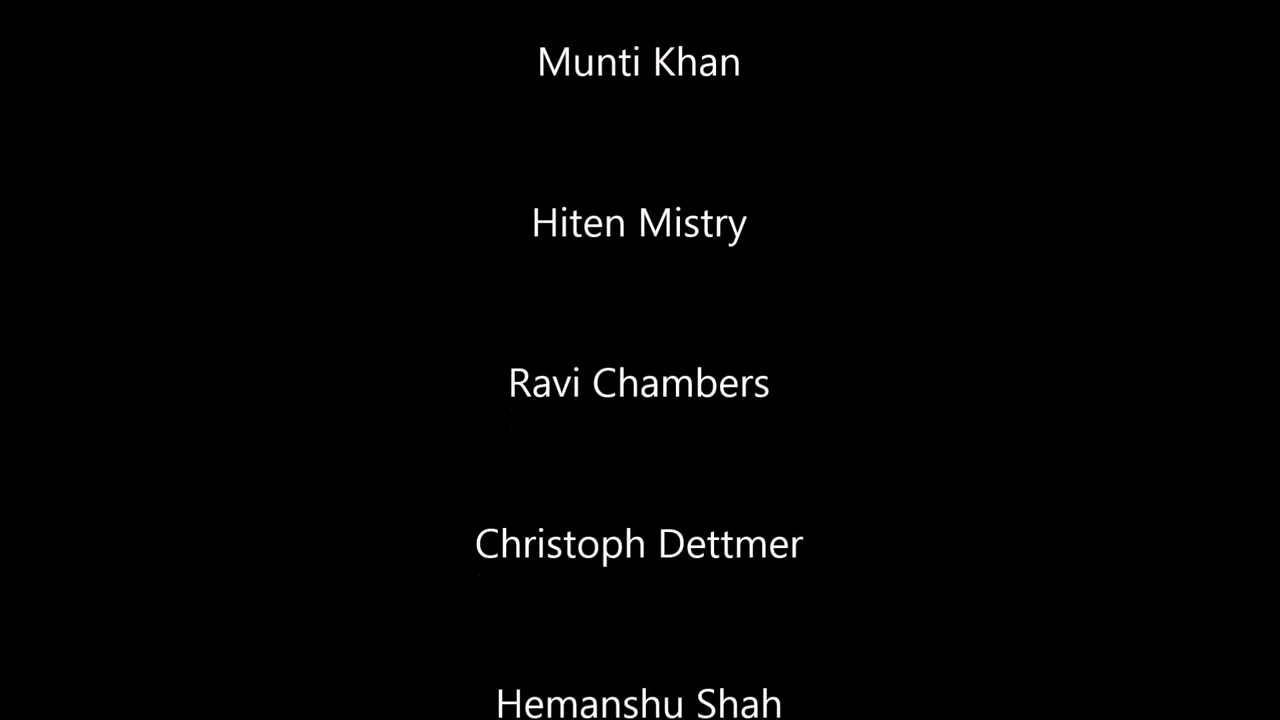 Munti Khan
Hiten Mistry
Ravi Chambers
Christoph Dettmer
Hemanshu Shah